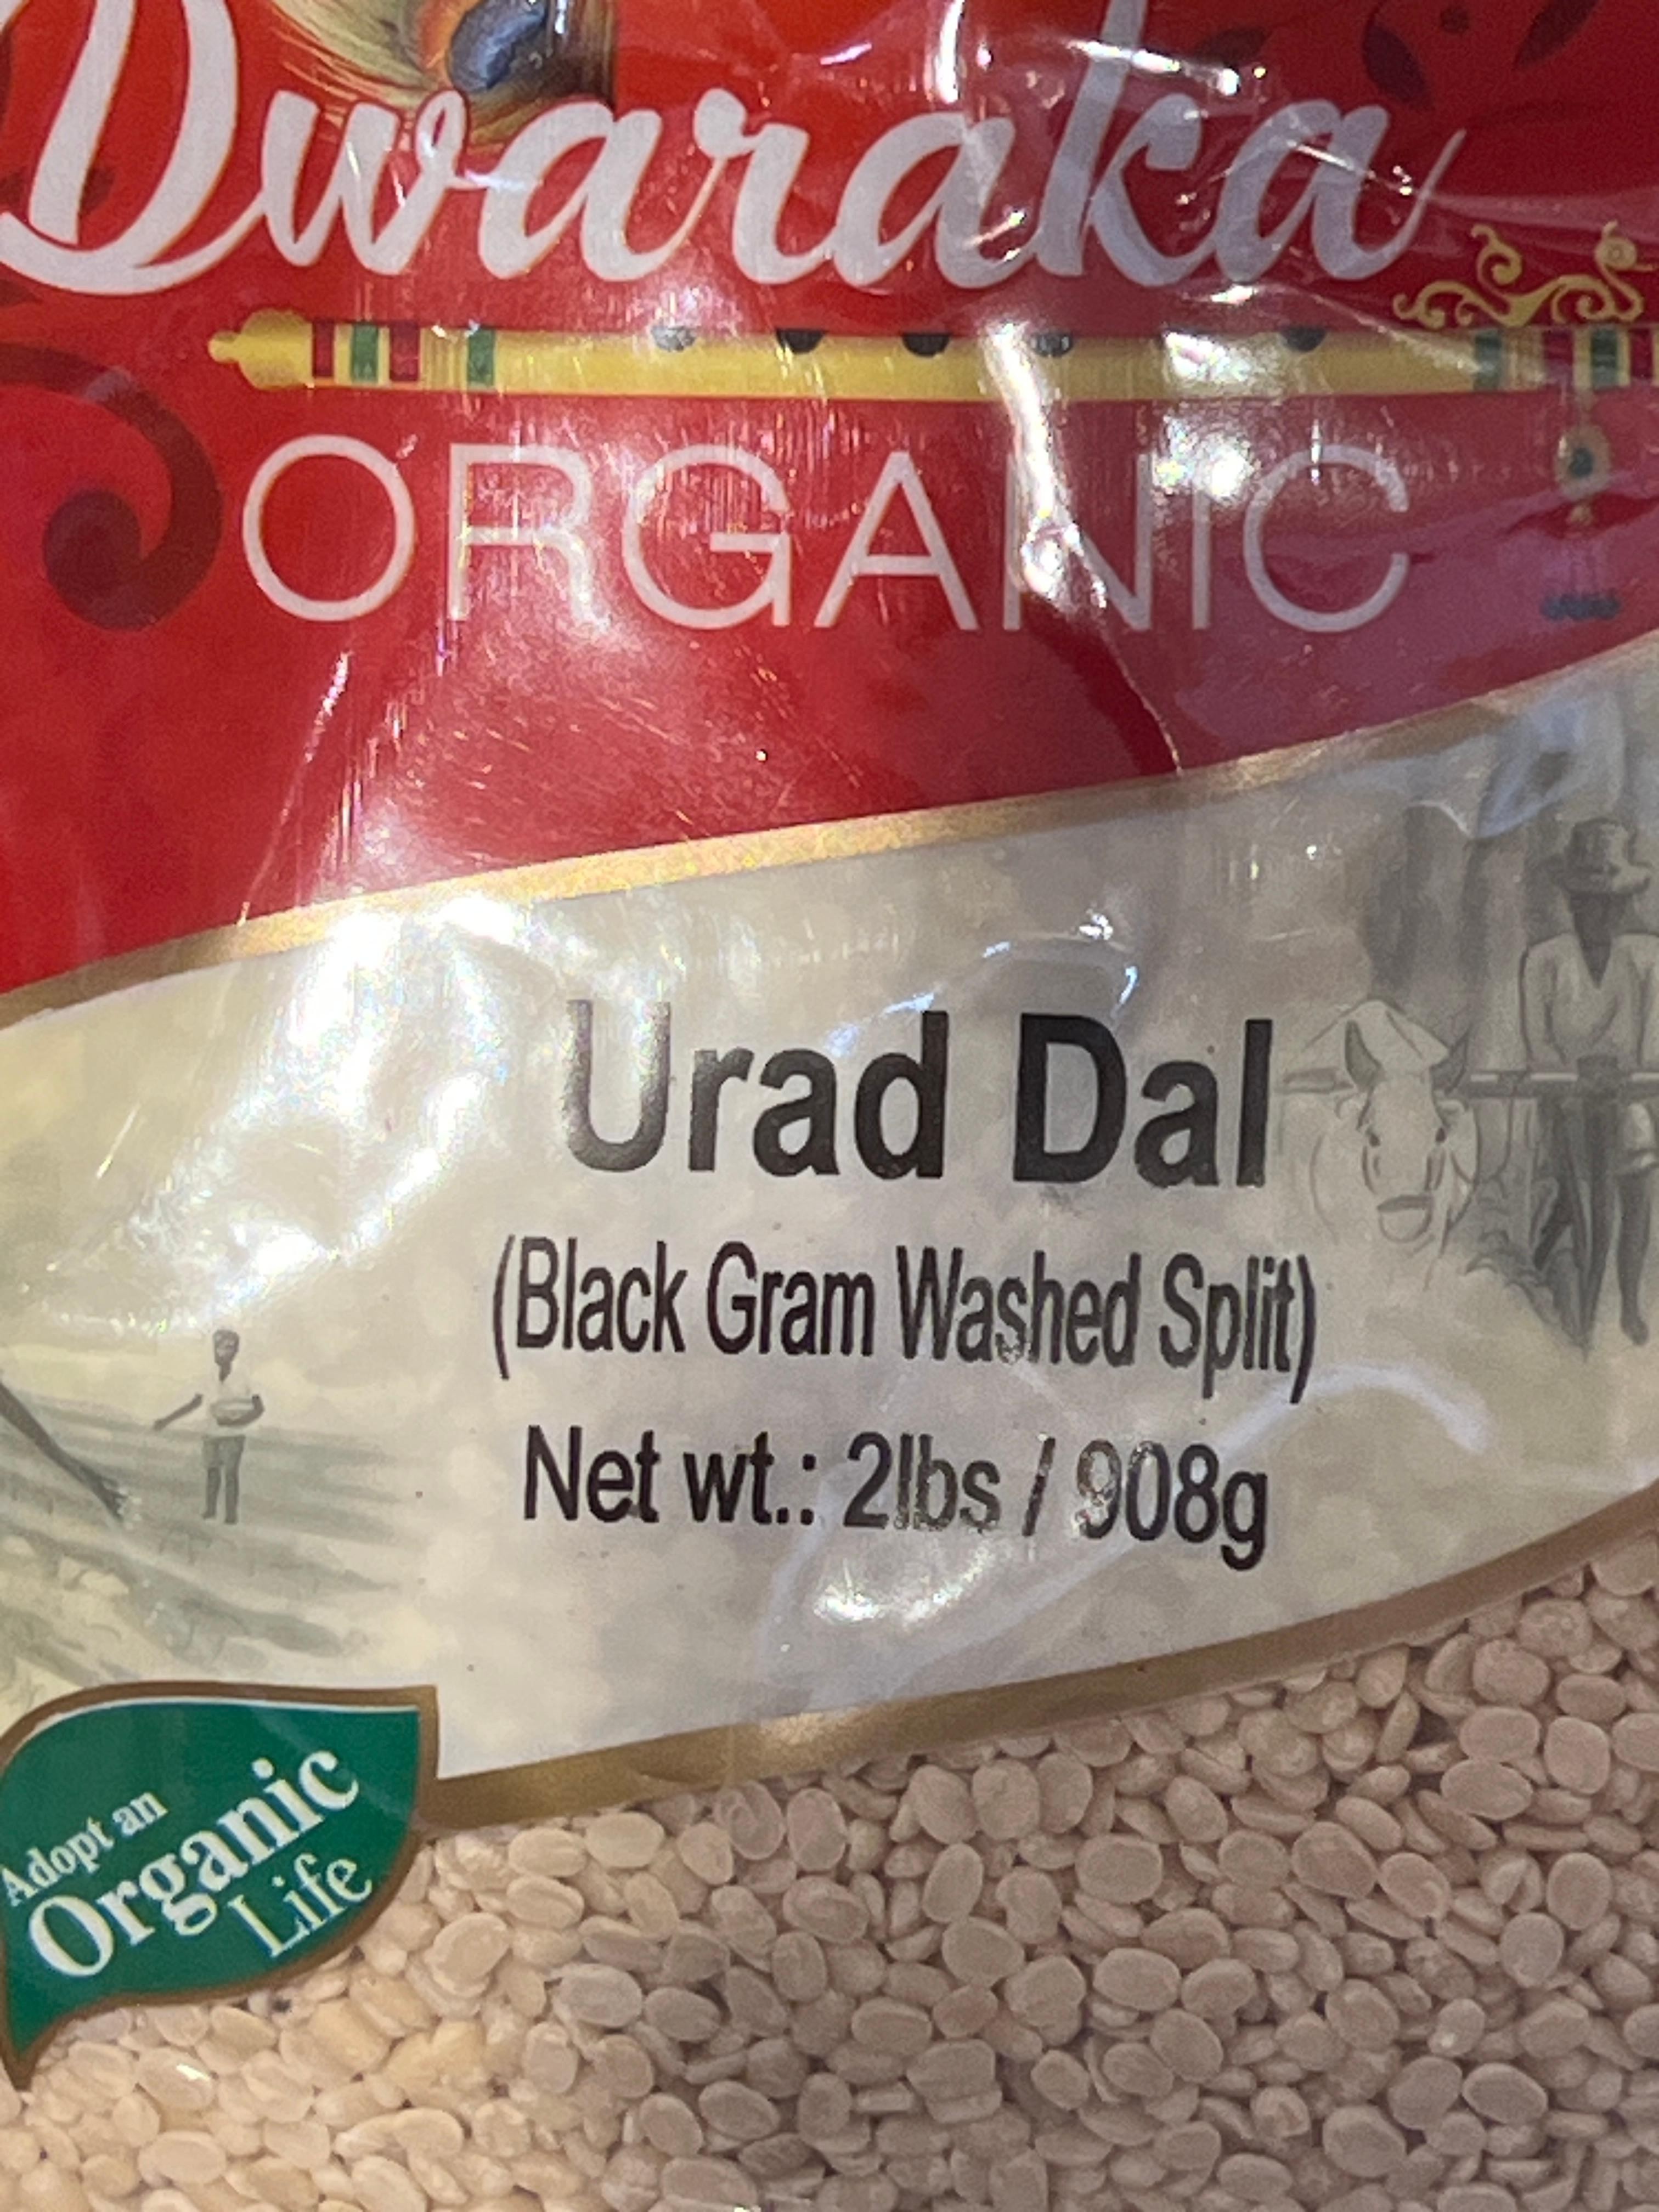 Dwaraka
ORGANIC
Urad Dal
(Black Gram Washed Split)
Net wt.: 2lbs / 908g
Adopt an
Organic
Life